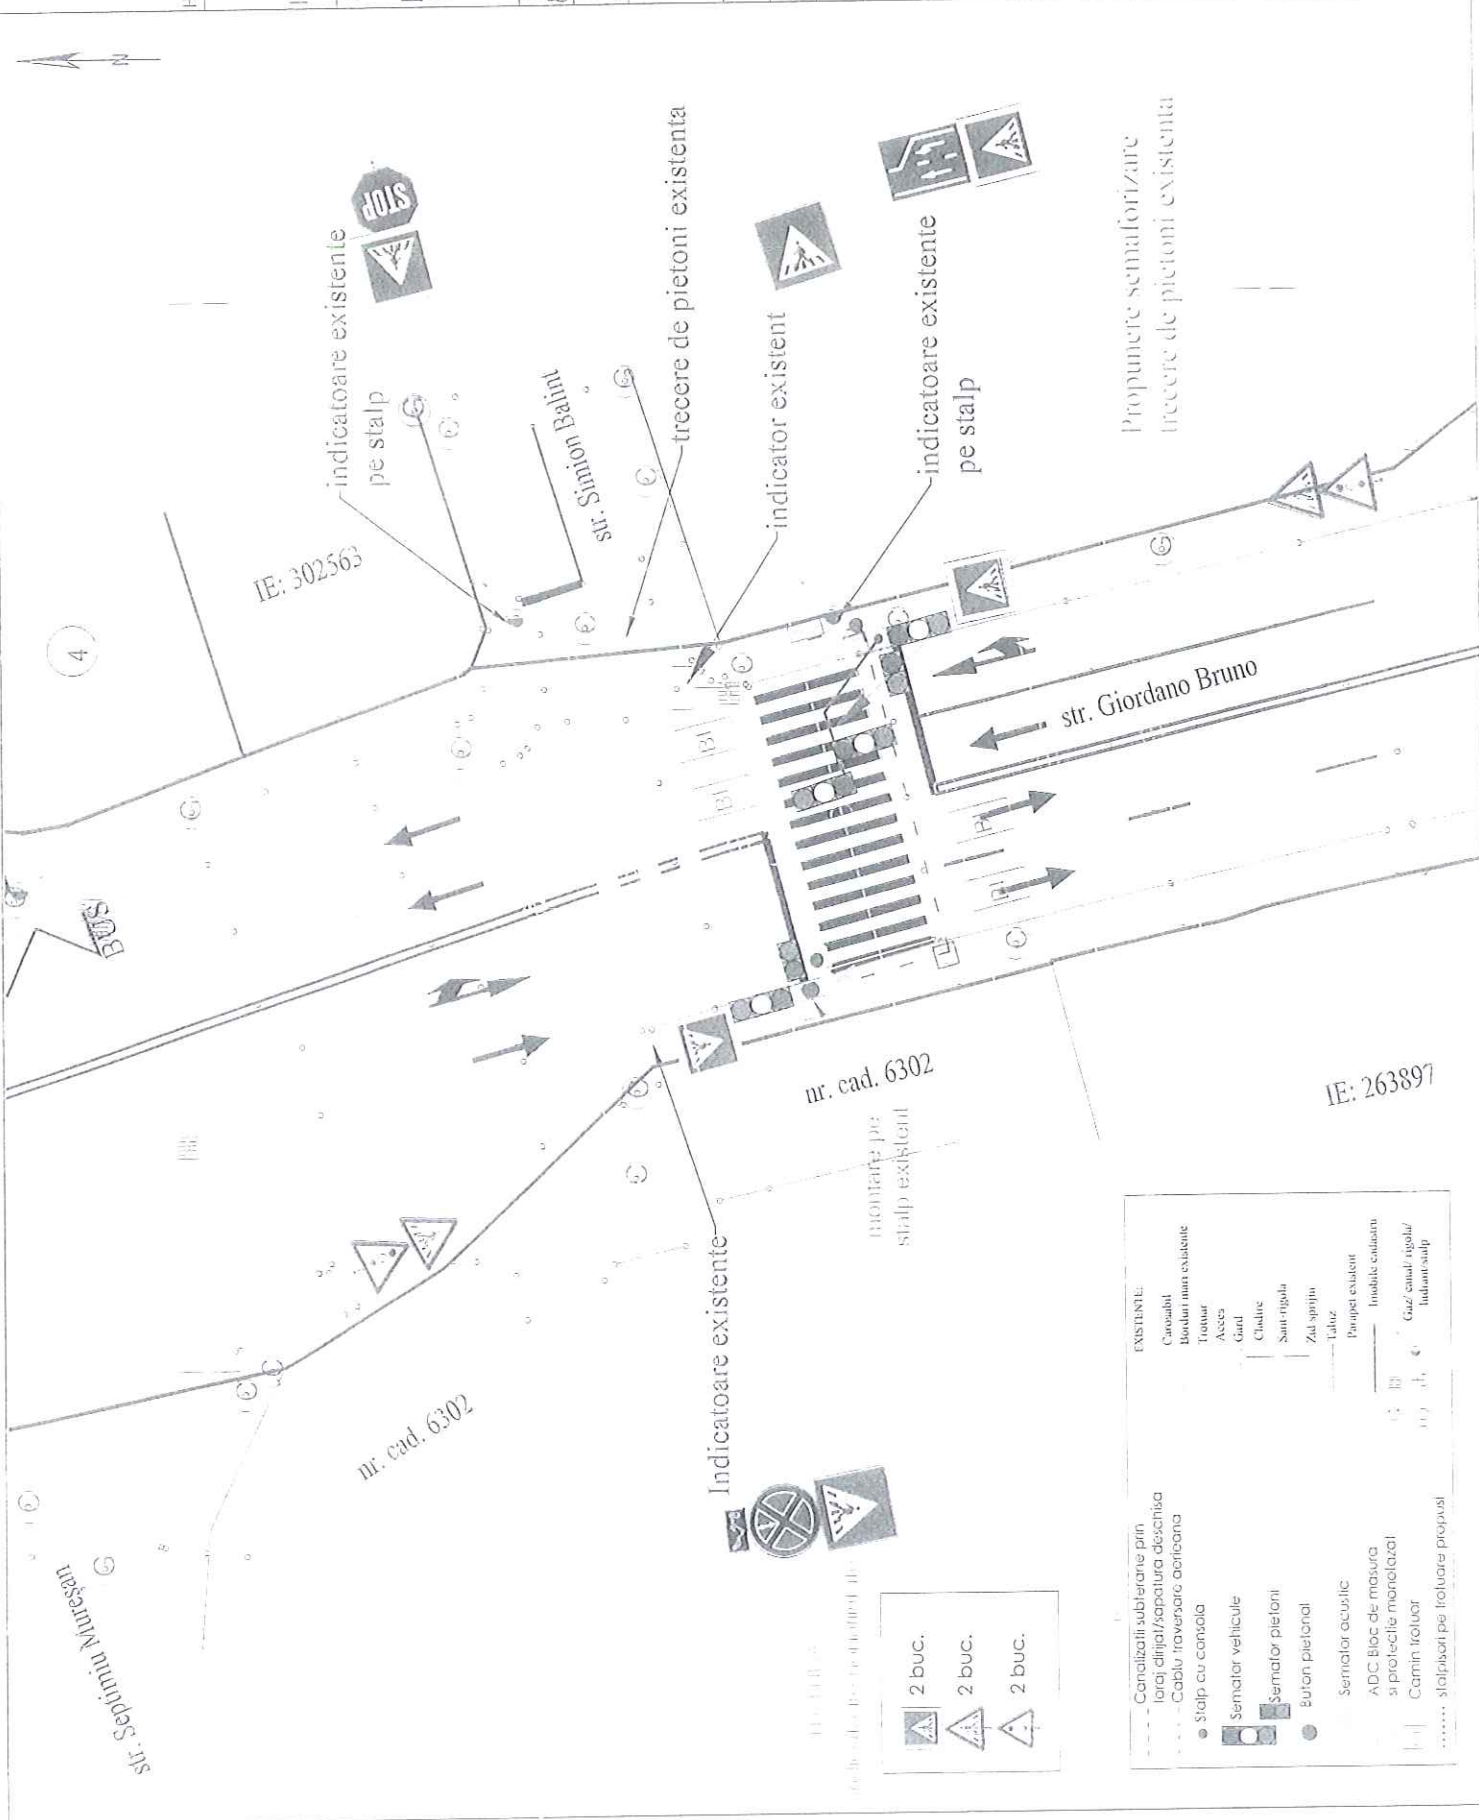 N
4
IE: 302563
indicatoare existente
pe stalp
STOP
str. Simion Balint
trecere de pietoni existenta
indicator existent
indicatoare existente
pe stalp
Propunere semaforizare
trecere de pietoni existenta
BUS
str. Giordano Bruno
nr. cad. 6302
montare pe
stalp existent
IE: 263897
Indicatoare existente
nr. cad. 6302
str. Septimiu Mureşan
2 buc.
2 buc.
2 buc.
EXISTENTE:
Carosabil
Borduri mari existente
Trotuar
Acces
Gard
Cladire
Sant-rigola
Zid sprijin
Taluz
Parapet existent
Imobile cadastru
Gaz/ canal/ rigola/
hidrant/stalp
Canalizatii subterane prin
foraj dirijat/sapatura deschisa
Cablu traversare aeriana
Stalp cu consola
Semafor vehicule
Semafor pietoni
Buton pietonal
Semafor acustic
ADC Bloc de masura
si protectie monofazat
Camin trotuar
stalpisori pe trotuare propusi